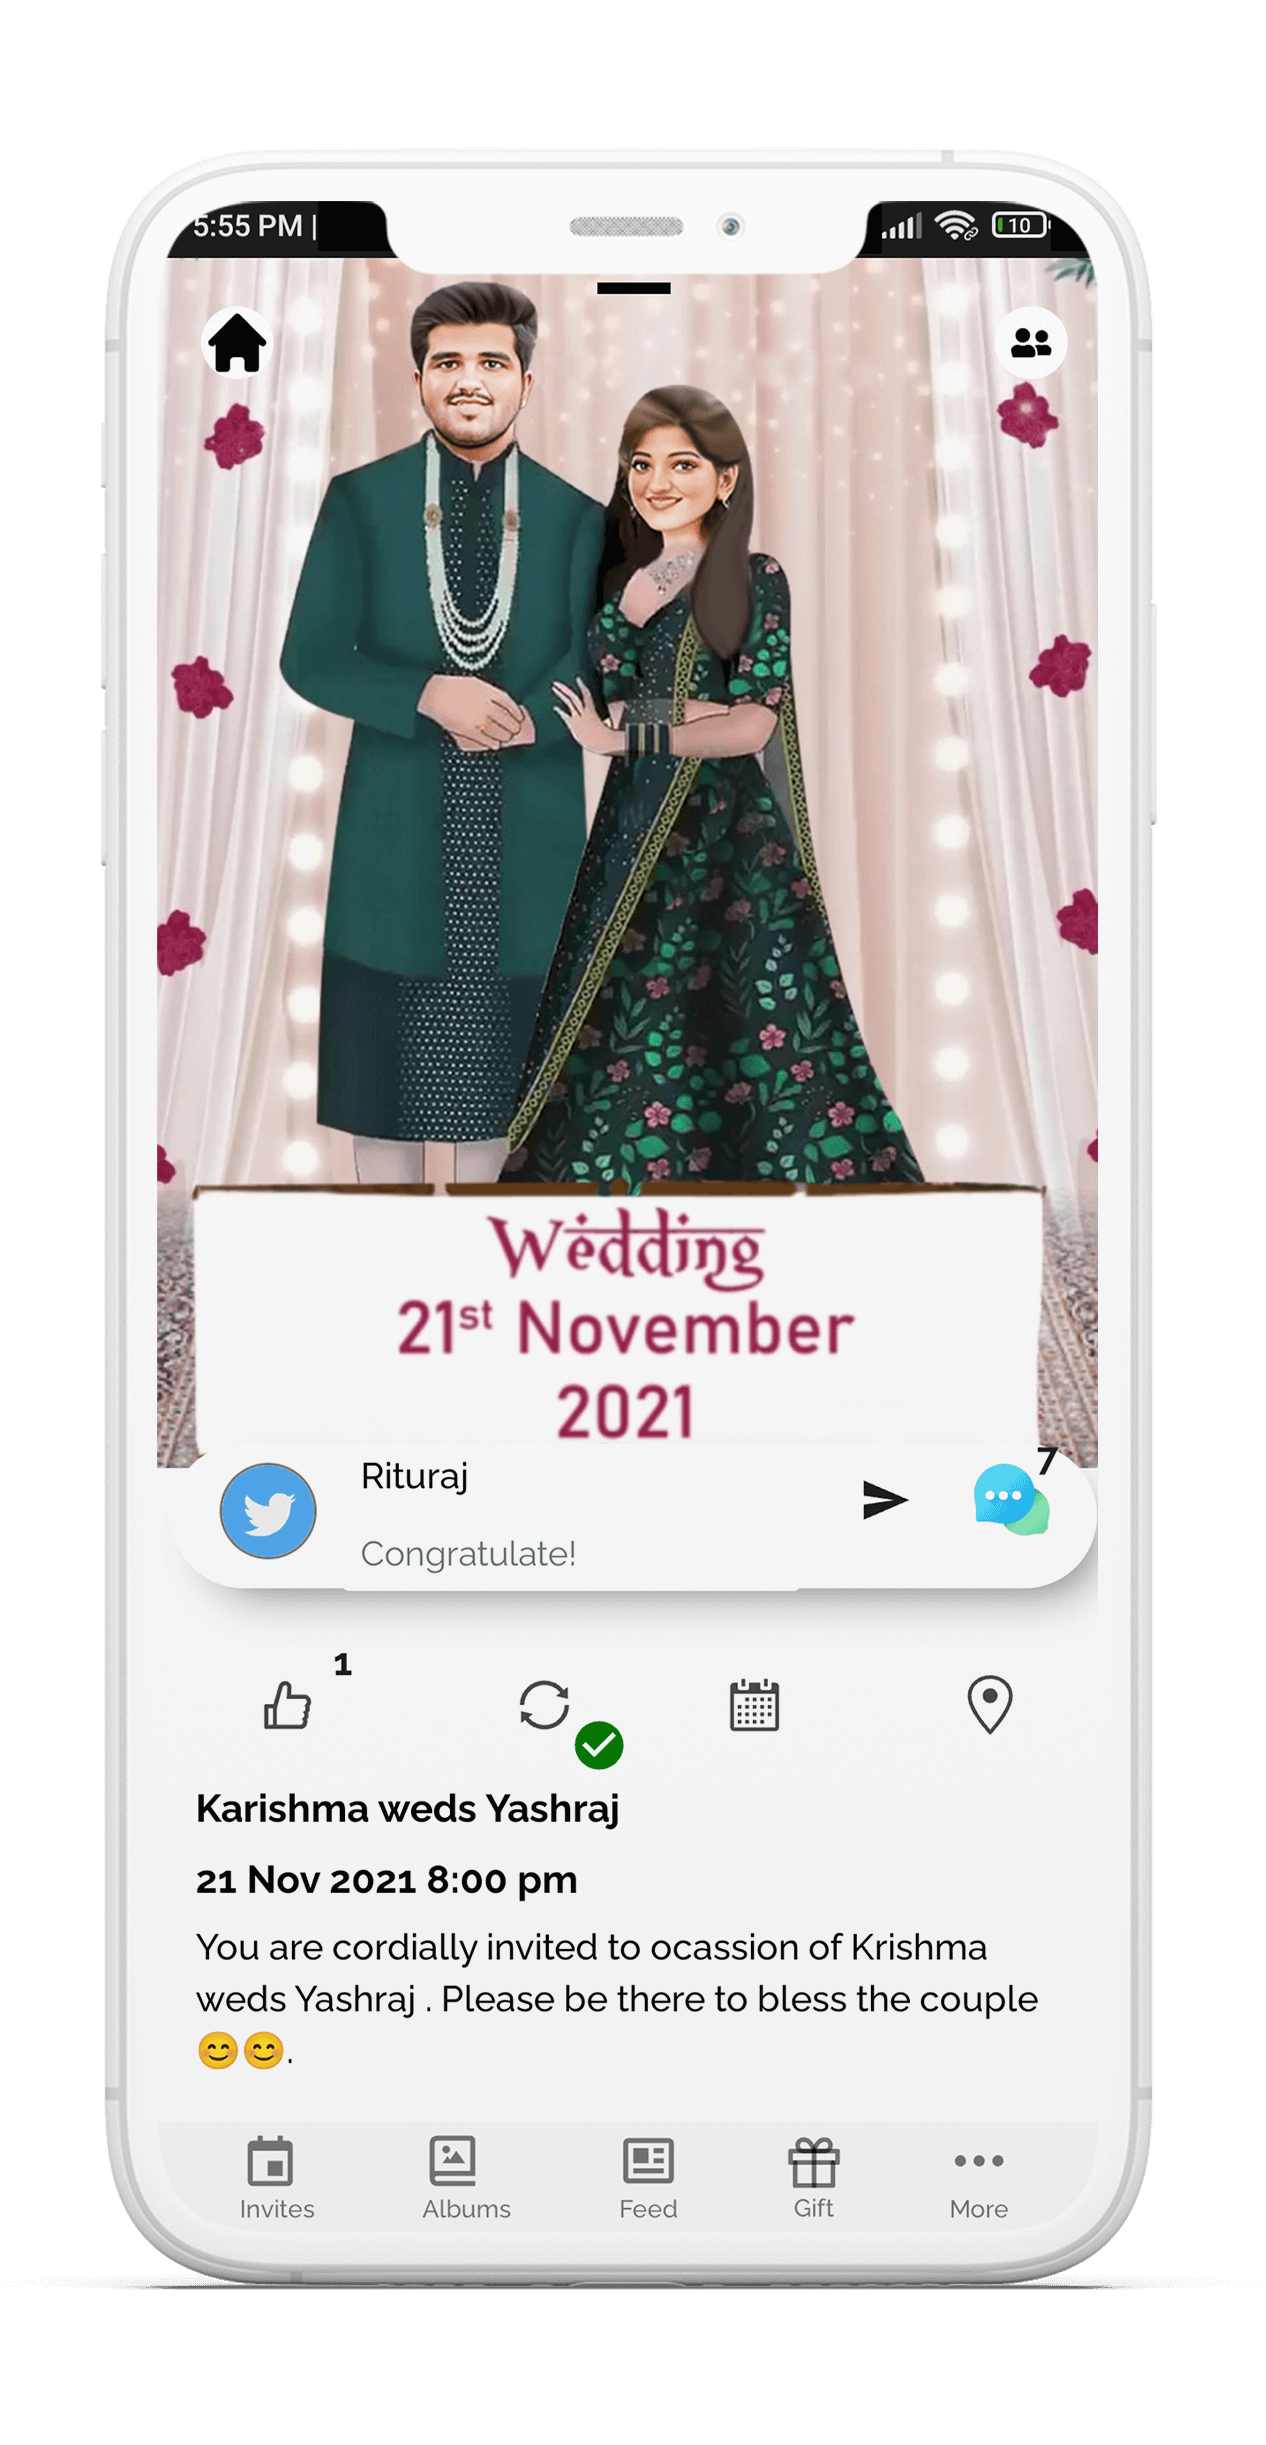 5:55 PM |
10
Wedding
21st November
2021
Rituraj
7
Congratulate!
1
Karishma weds Yashraj
21 Nov 2021 8:00 pm
You are cordially invited to ocassion of Krishma
weds Yashraj . Please be there to bless the couple
😊😊.
Invites
Albums
Feed
Gift
More